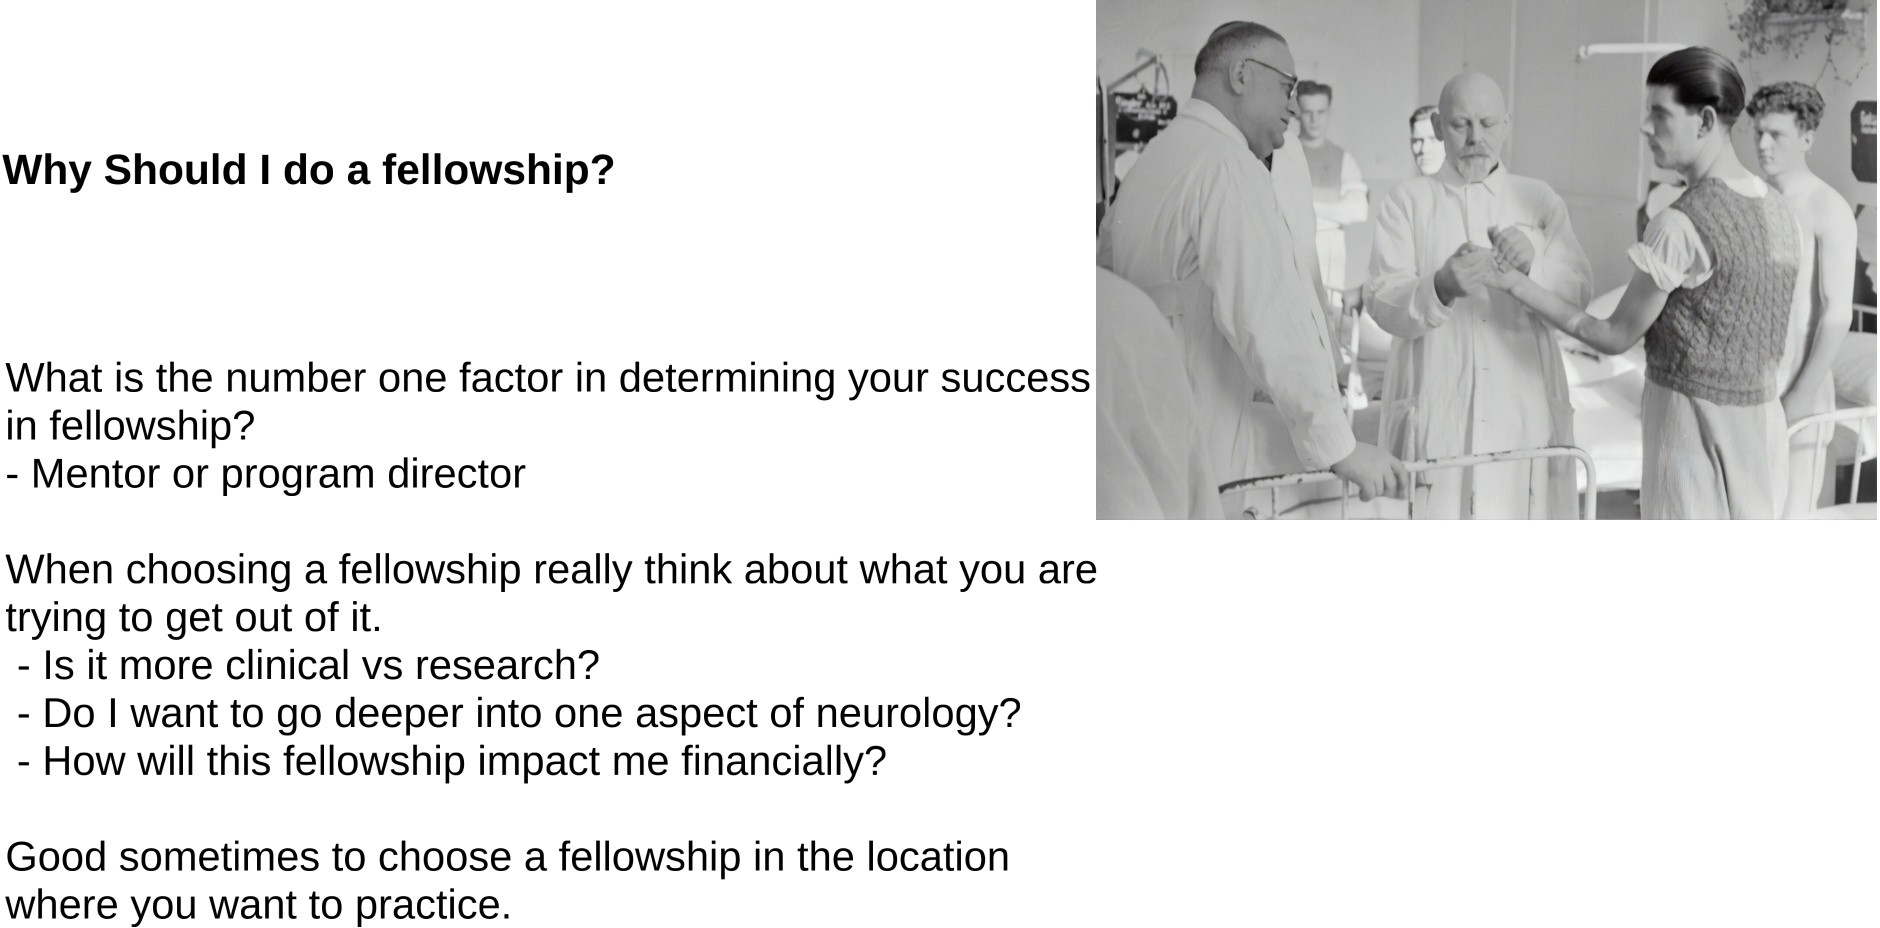 Why Should I do a fellowship?
What is the number one factor in determining your success
in fellowship?
- Mentor or program director
When choosing a fellowship really think about what you are
trying to get out of it.
- Is it more clinical vs research?
- Do I want to go deeper into one aspect of neurology?
- How will this fellowship impact me financially?
Good sometimes to choose a fellowship in the location
where you want to practice.